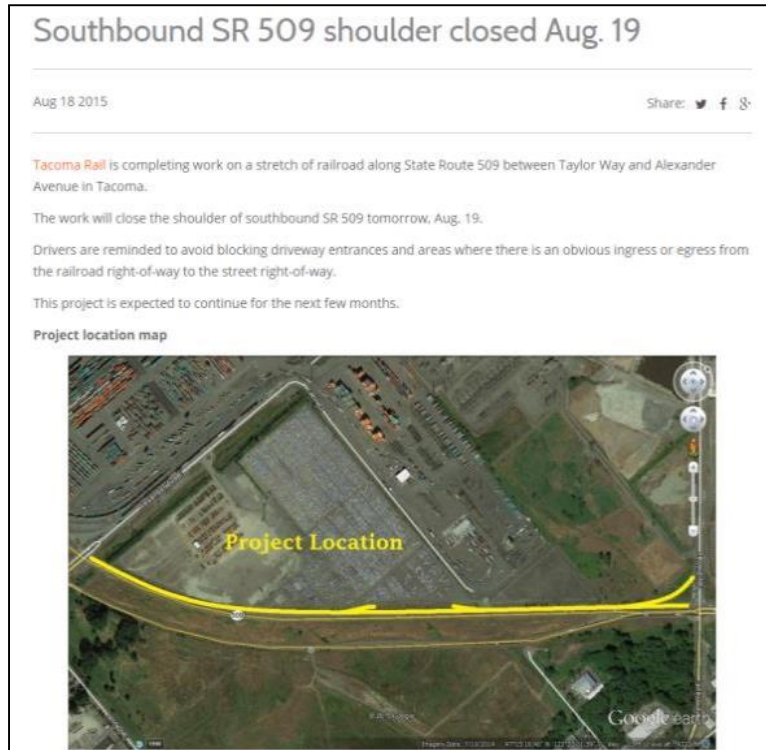 Southbound SR 509 shoulder closed Aug. 19
Aug 18 2015
Share:
Tacoma Rail is completing work on a stretch of railroad along State Route 509 between Taylor Way and Alexander
Avenue in Tacoma.
The work will close the shoulder of southbound SR 509 tomorrow, Aug. 19.
Drivers are reminded to avoid blocking driveway entrances and areas where there is an obvious ingress or egress from
the railroad right-of-way to the street right-of-way.
This project is expected to continue for the next few months.
Project location map
Project Location
Google earth